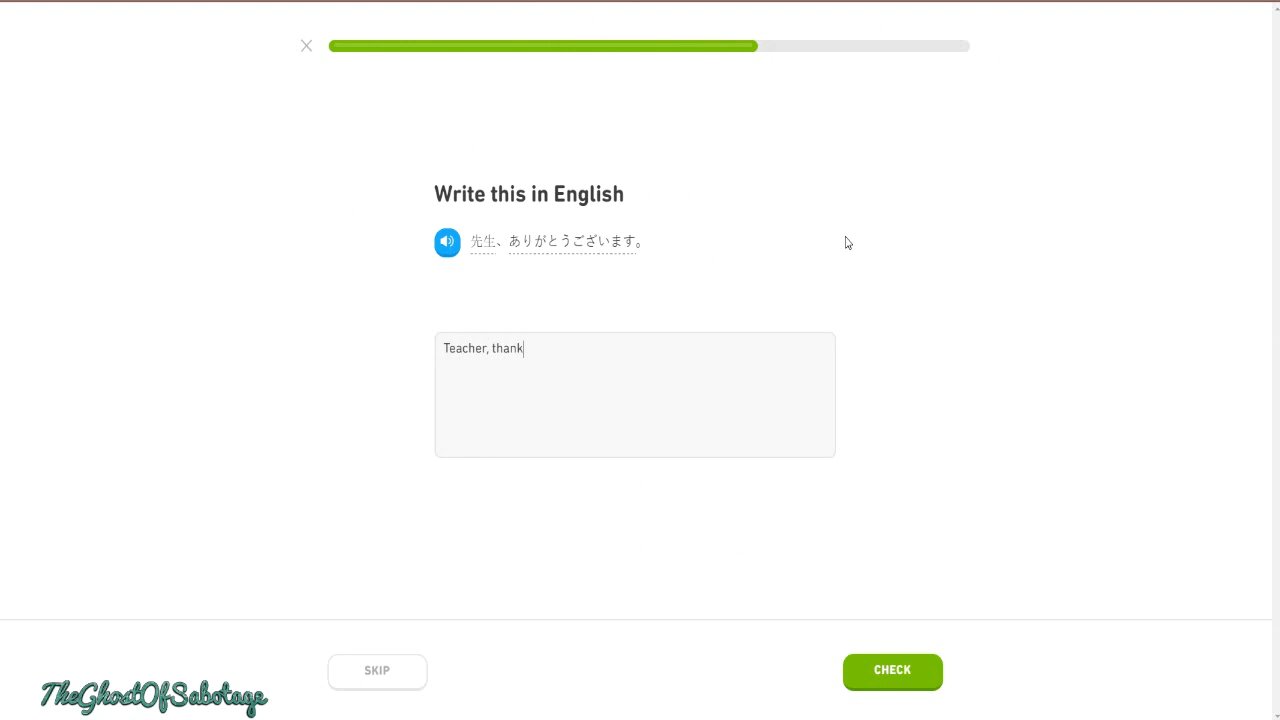 Write this in English
先生、ありがとうございます。
Teacher, thank
SKIP
CHECK
TheGhostOfSabotage